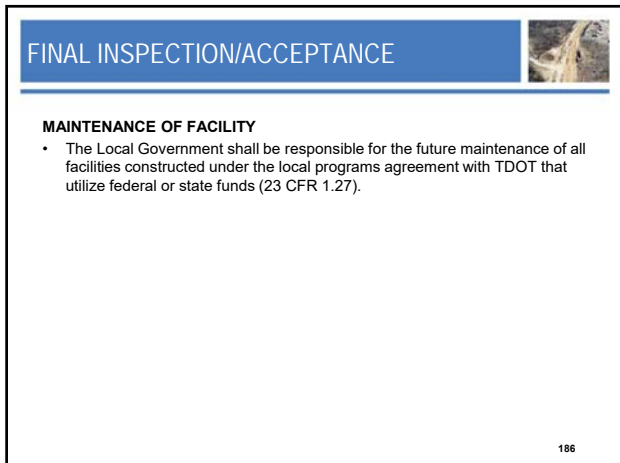 FINAL INSPECTION/ACCEPTANCE
MAINTENANCE OF FACILITY
• The Local Government shall be responsible for the future maintenance of all
facilities constructed under the local programs agreement with TDOT that
utilize federal or state funds (23 CFR 1.27).
186